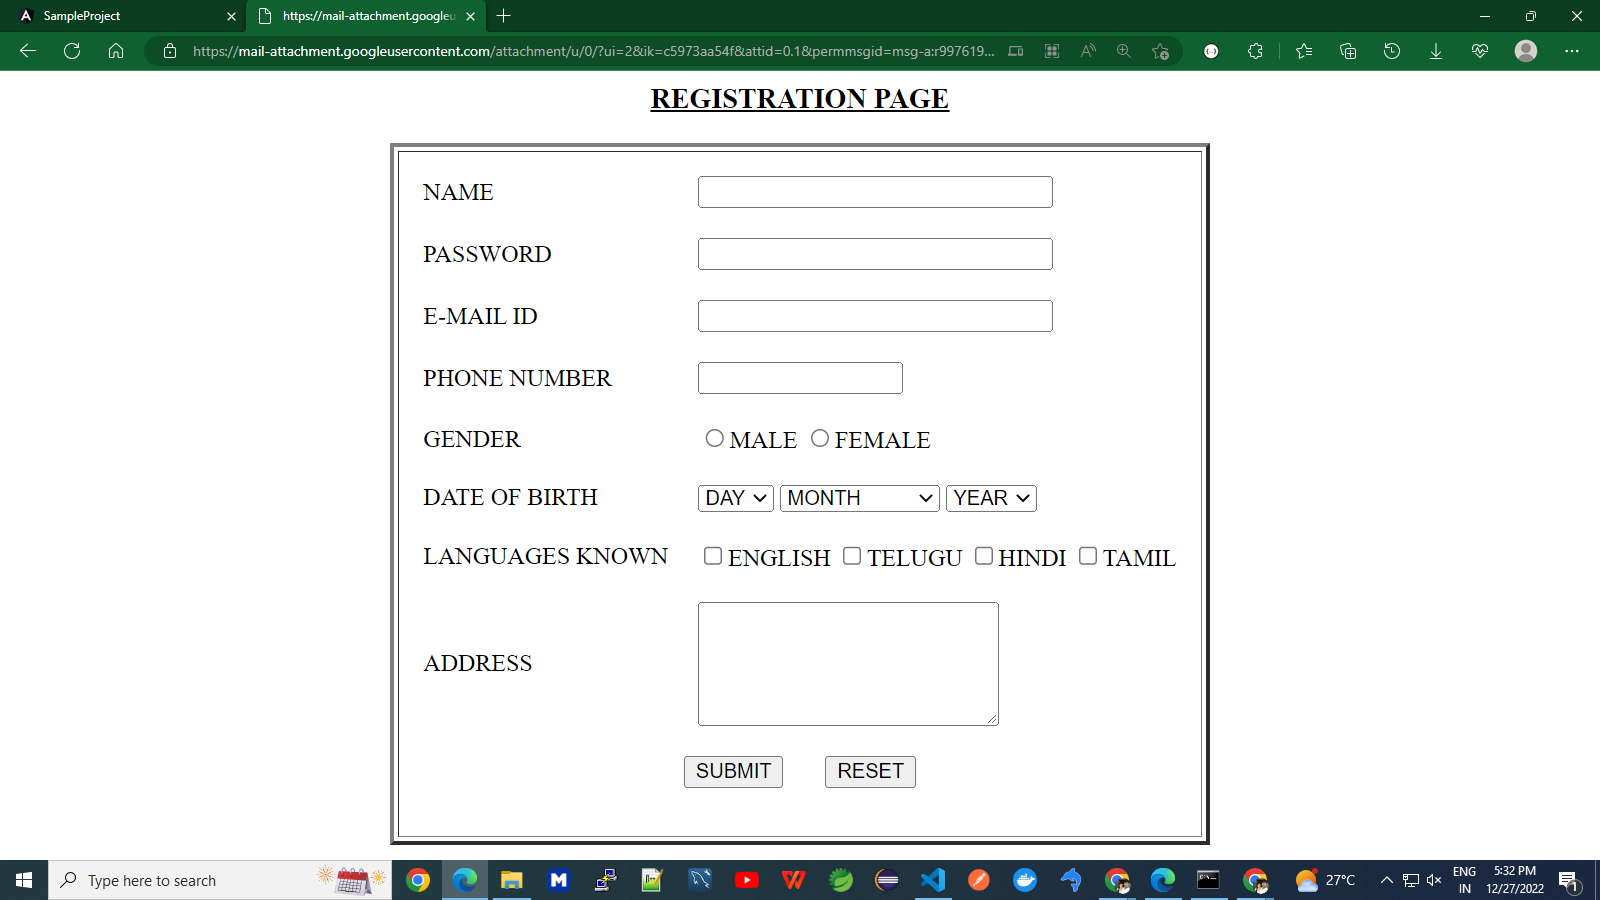 SampleProject
https://mail-attachment.googleu
https://mail-attachment.googleusercontent.com/attachment/u/0/?ui=2&ik=c5973aa54f&attid=0.1&permmsgid=msg-a:r997619...
REGISTRATION PAGE
NAME
PASSWORD
E-MAIL ID
PHONE NUMBER
GENDER MALE FEMALE
DATE OF BIRTH DAY MONTH YEAR
LANGUAGES KNOWN ENGLISH TELUGU HINDI TAMIL
ADDRESS
SUBMIT RESET
Type here to search
27°C
ENG
IN
5:32 PM
12/27/2022
1